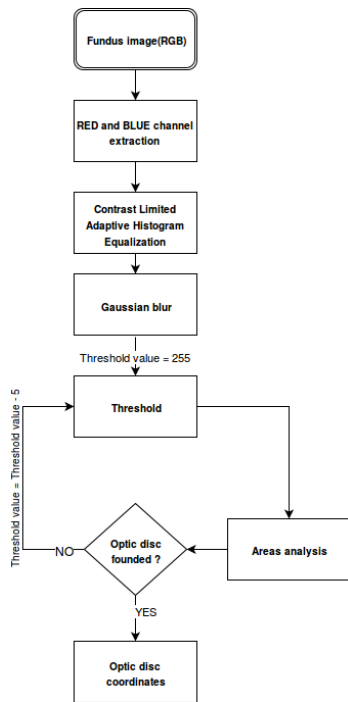 Fundus image(RGB)
RED and BLUE channel
extraction
Contrast Limited
Adaptive Histogram
Equalization
Gaussian blur
Threshold value = 255
Threshold
Threshold value = Threshold value - 5
Optic disc
founded ?
NO
Areas analysis
YES
Optic disc
coordinates